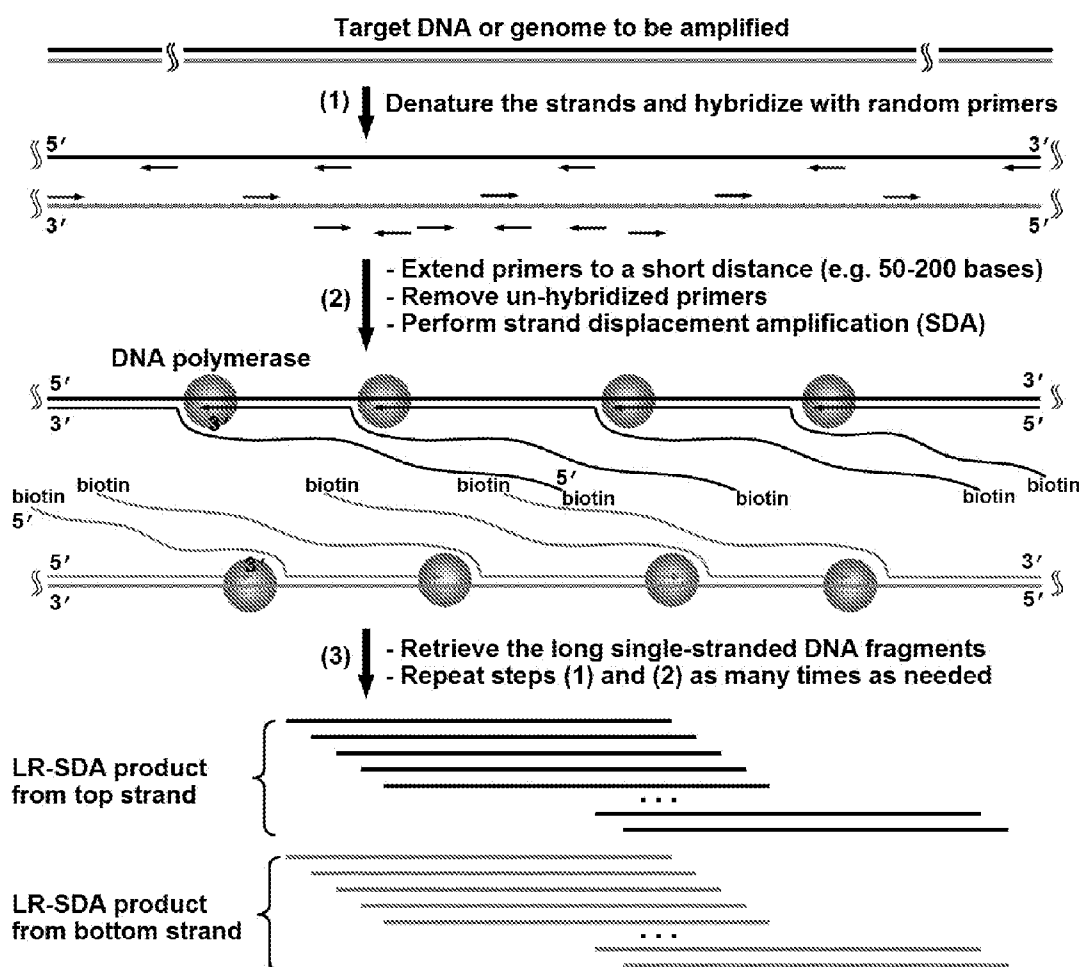 Target DNA or genome to be amplified
(1) Denature the strands and hybridize with random primers
5′ 3′
3′ 5′
(2)
- Extend primers to a short distance (e.g. 50-200 bases)
- Remove un-hybridized primers
- Perform strand displacement amplification (SDA)
DNA polymerase
5′ 3′
3′ 3′ 5′
biotin biotin biotin biotin 5′ biotin biotin biotin biotin
5′
5′ 3′ 3′
3′ 5′
(3)
- Retrieve the long single-stranded DNA fragments
- Repeat steps (1) and (2) as many times as needed
LR-SDA product
from top strand
. . .
LR-SDA product
from bottom strand
. . .